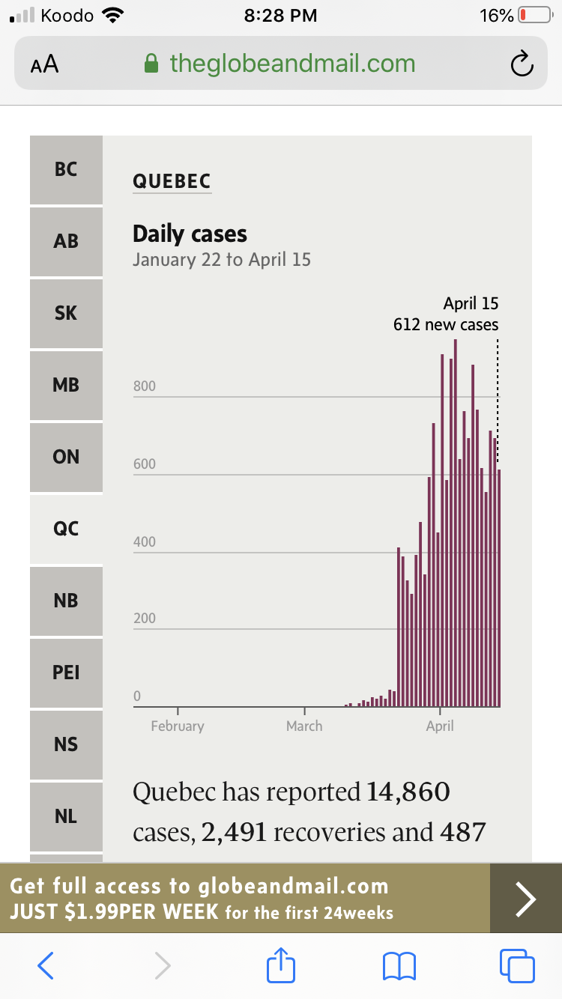 Koodo 8:28 PM 16%
AA theglobeandmail.com
BC
AB
SK
MB
ON
QC
NB
PEI
NS
NL
QUEBEC
Daily cases
January 22 to April 15
April 15
612 new cases
800
600
400
200
0
February March April
Quebec has reported 14,860
cases, 2,491 recoveries and 487
Get full access to globeandmail.com
JUST $1.99PER WEEK for the first 24weeks